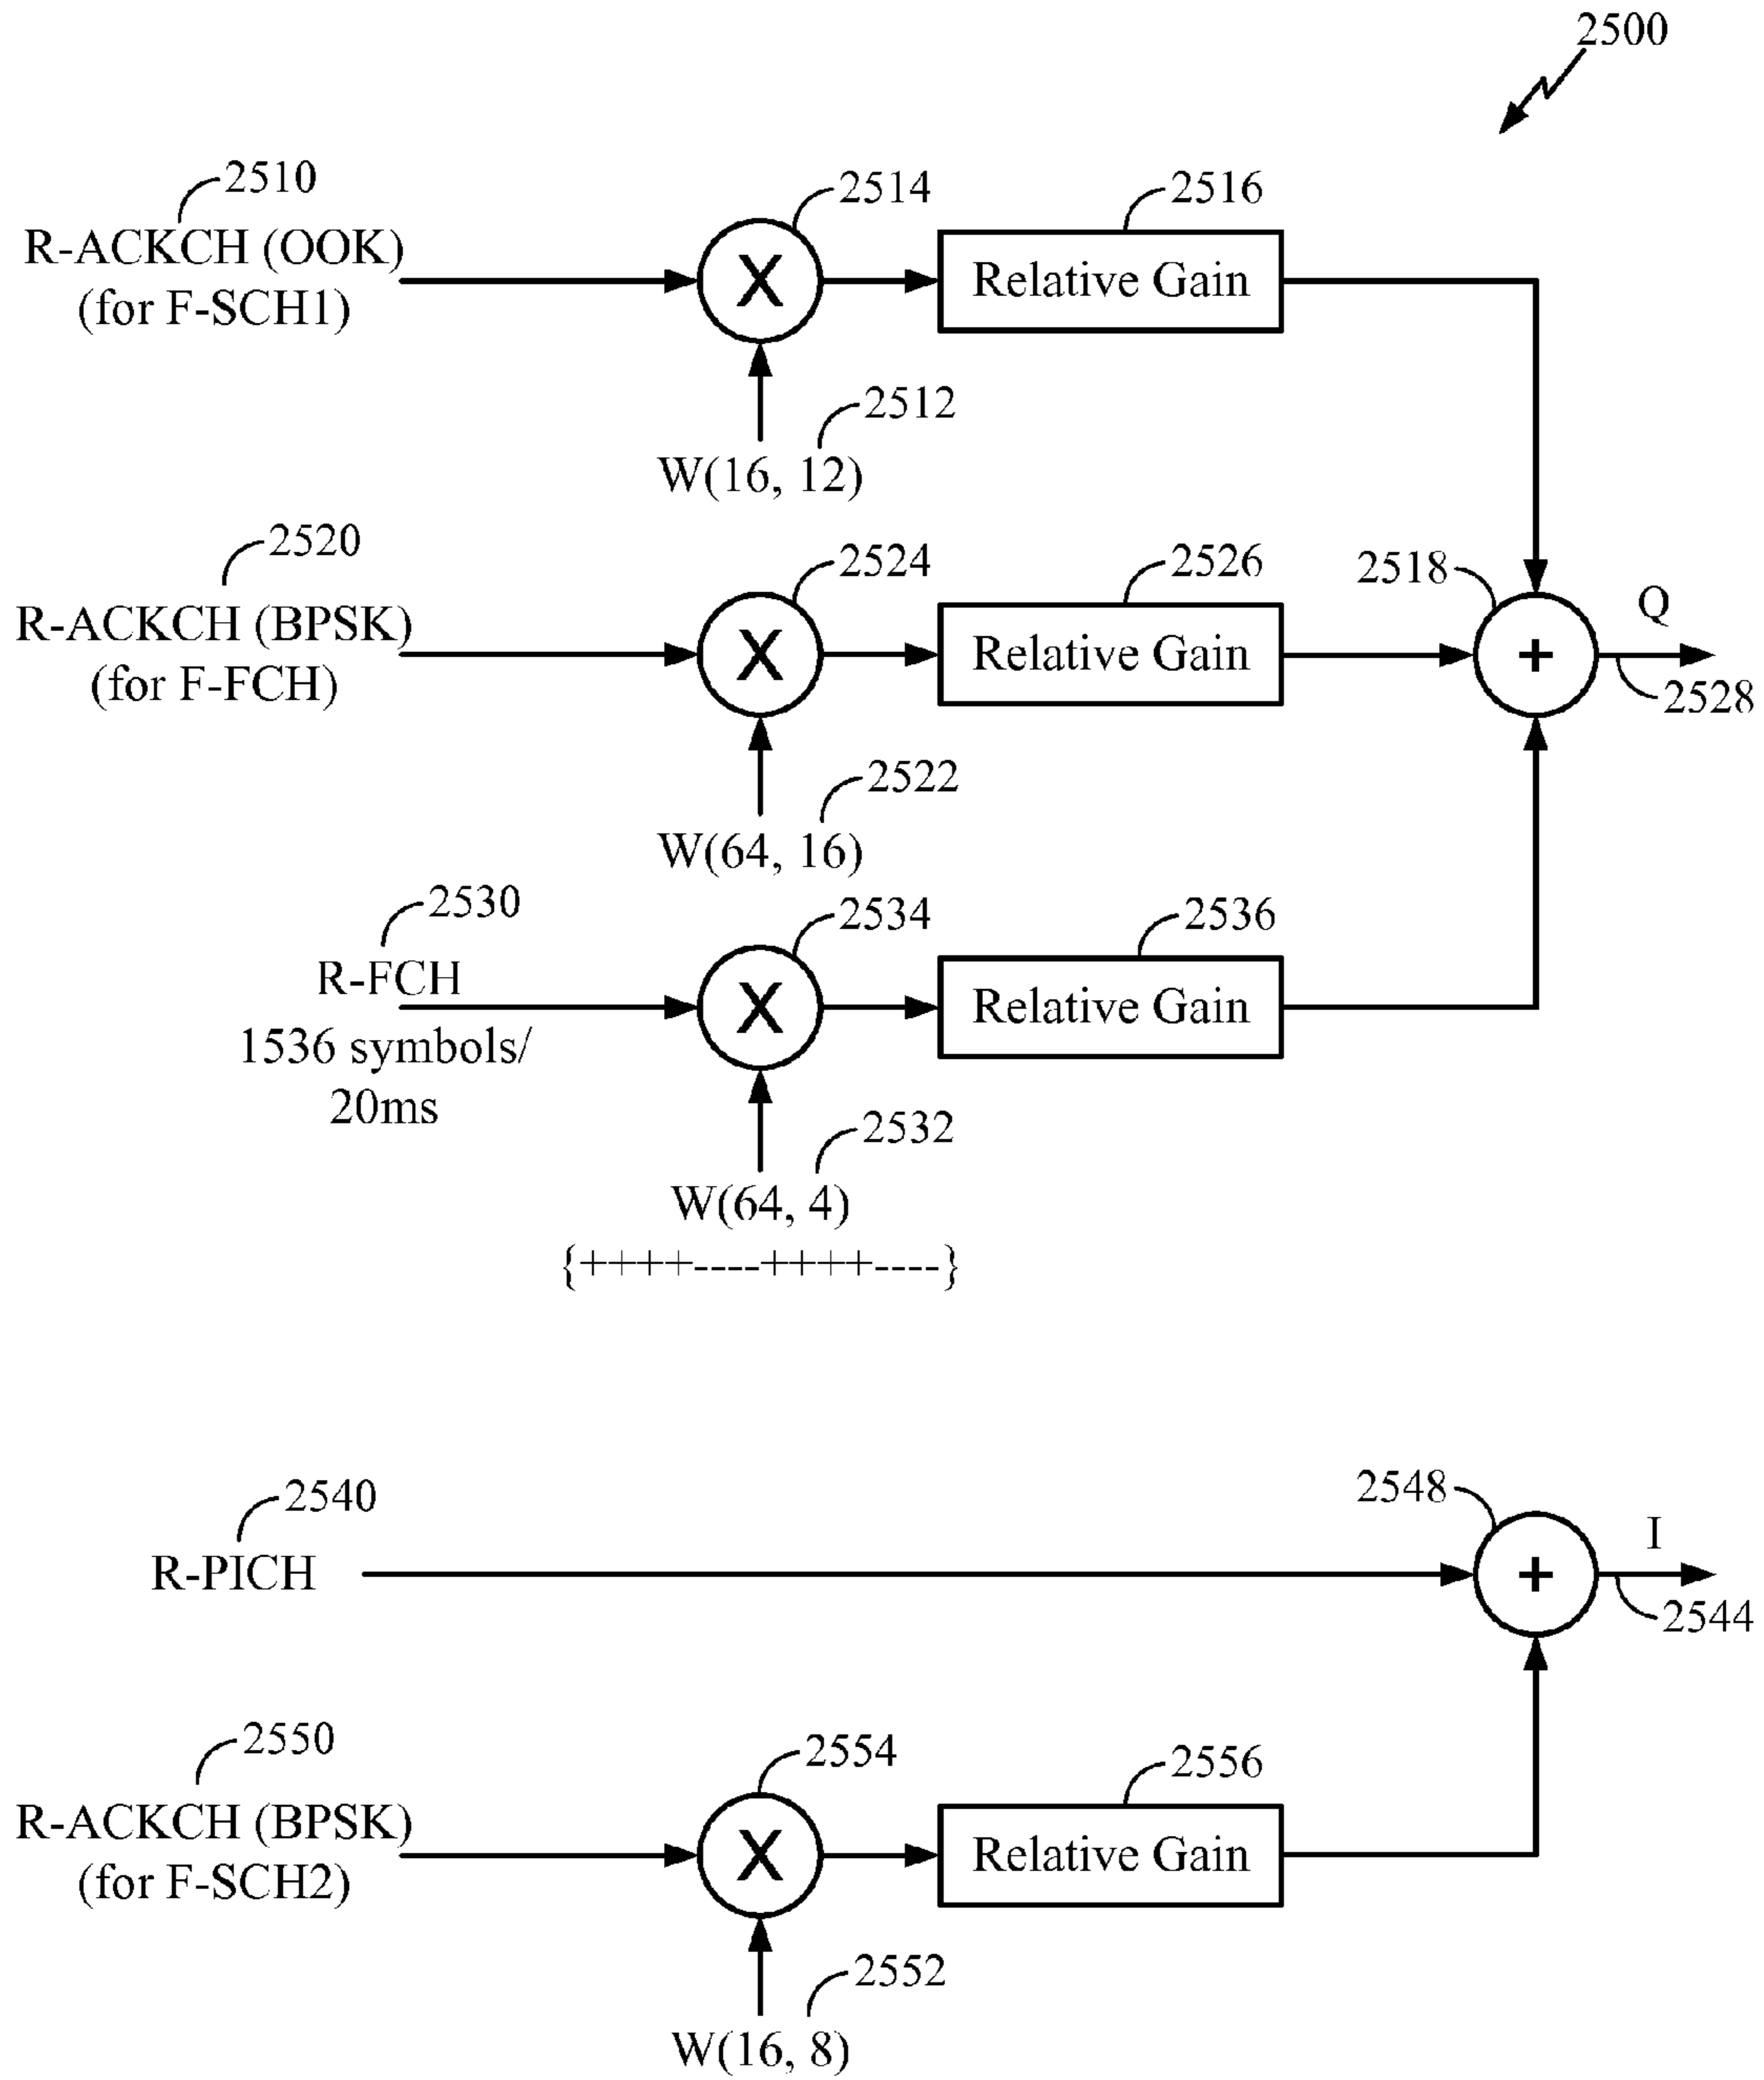 2500
2510
R-ACKCH (OOK)
(for F-SCH1)
2514
X
2516
Relative Gain
2512
W(16, 12)
2520
R-ACKCH (BPSK)
(for F-FCH)
2524
X
2526
Relative Gain
2518
+
Q
2528
2522
W(64, 16)
2530
R-FCH
1536 symbols/
20ms
2534
X
2536
Relative Gain
2532
W(64, 4)
{++++----++++----}
2540
R-PICH
2548
+
I
2544
2550
R-ACKCH (BPSK)
(for F-SCH2)
2554
X
2556
Relative Gain
2552
W(16, 8)